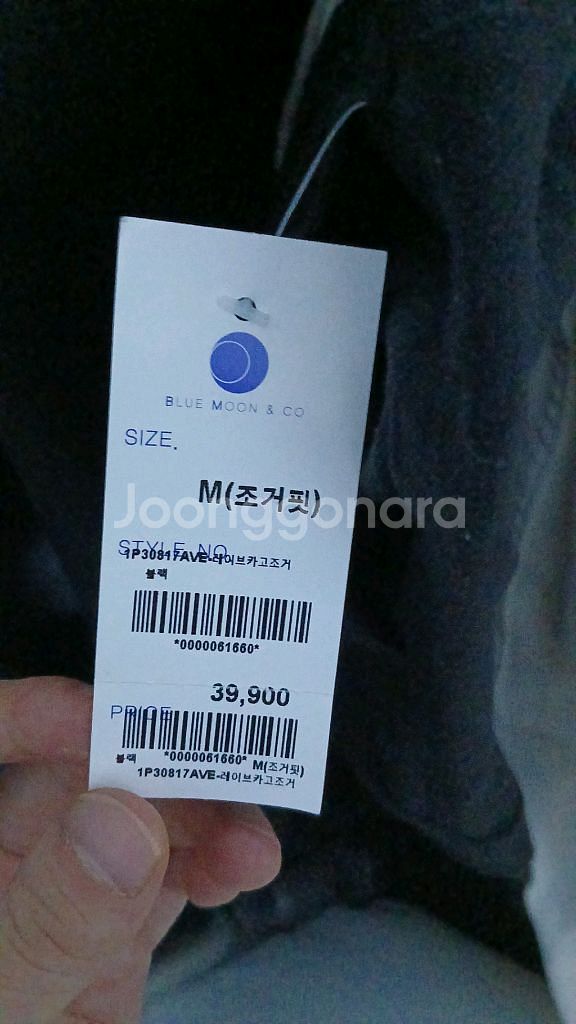 BLUE MOON & CO
SIZE.
M(조거핏)
Joonggonara
STYLE NO.
1P30817AVE-레이브카고조거
블랙
*0000061660*
39,900
PRICE
*0000061660* M(조거핏)
블랙
1P30817AVE-레이브카고조거